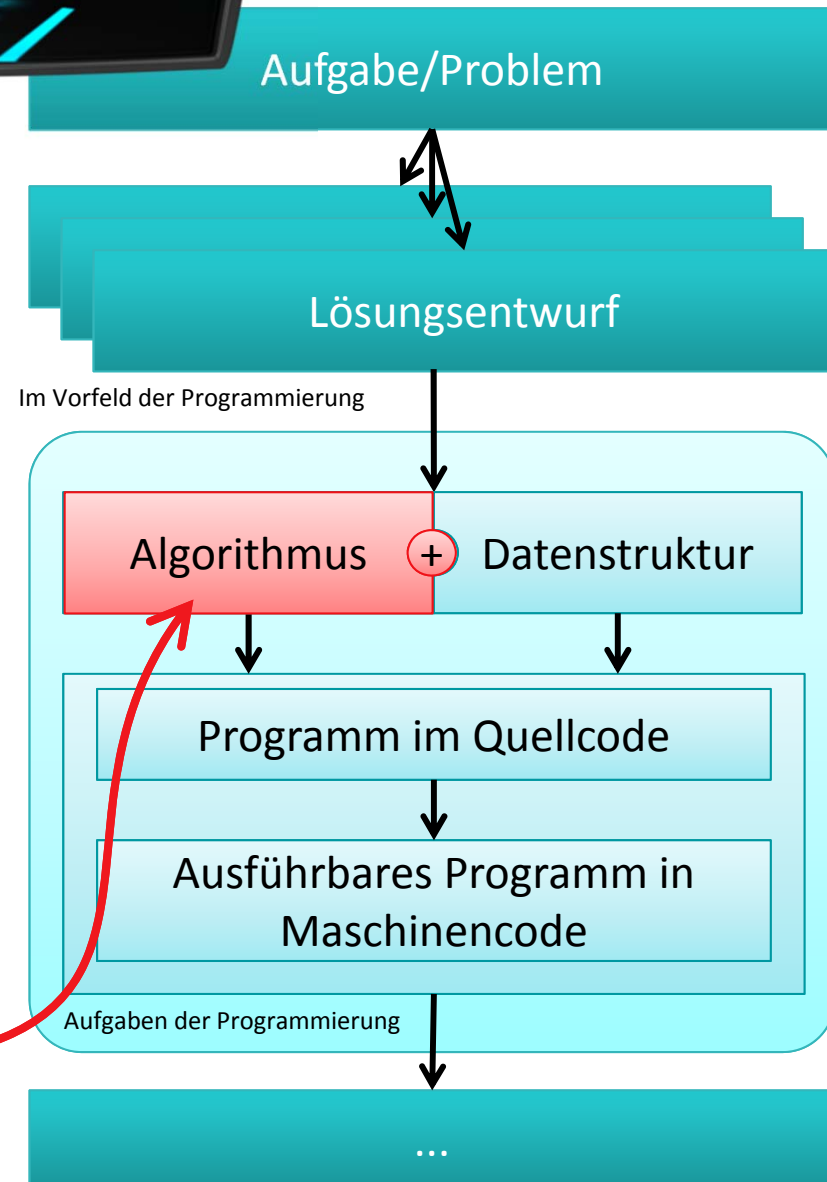 Aufgabe/Problem
Lösungsentwurf
Im Vorfeld der Programmierung
Algorithmus + Datenstruktur
Programm im Quellcode
Ausführbares Programm in
Maschinencode
Aufgaben der Programmierung
...